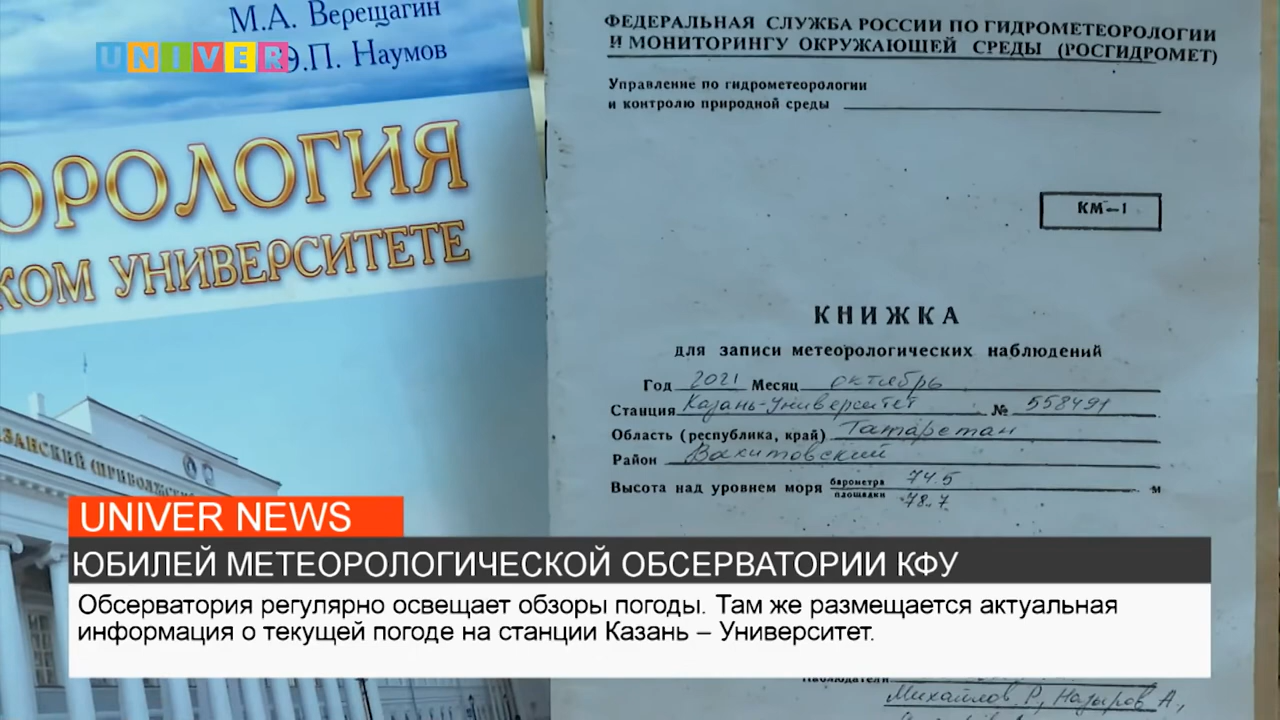 UNIVER
М.А. Верещагин
Э.П. Наумов
ОРОЛОГИЯ
КОМ УНИВЕРСИТЕТЕ
АЗАНСКИЙ (ПРИВОЛЖСКИЙ
ФЕДЕРАЛЬНАЯ СЛУЖБА РОССИИ ПО ГИДРОМЕТЕОРОЛОГИИ
И МОНИТОРИНГУ ОКРУЖАЮЩЕЙ СРЕДЫ (РОСГИДРОМЕТ)
Управление по гидрометеорологии
и контролю природной среды
КМ-1
КНИЖКА
для записи метеорологических наблюдений
Год 2021 Месяц октябрь
Станция Казань-Университет № 558491
Область (республика, край) Татарстан
Район Вахитовский
Высота над уровнем моря барометра 74.5 м
площадки 78.7
Наблюдатели
Михайлов Р, Назыров А,
UNIVER NEWS
ЮБИЛЕЙ МЕТЕОРОЛОГИЧЕСКОЙ ОБСЕРВАТОРИИ КФУ
Обсерватория регулярно освещает обзоры погоды. Там же размещается актуальная
информация о текущей погоде на станции Казань – Университет.